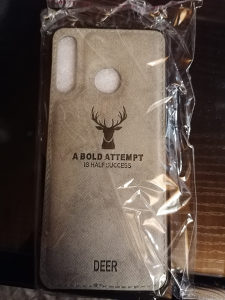 A BOLD ATTEMPT
IS HALF SUCCESS
DEER